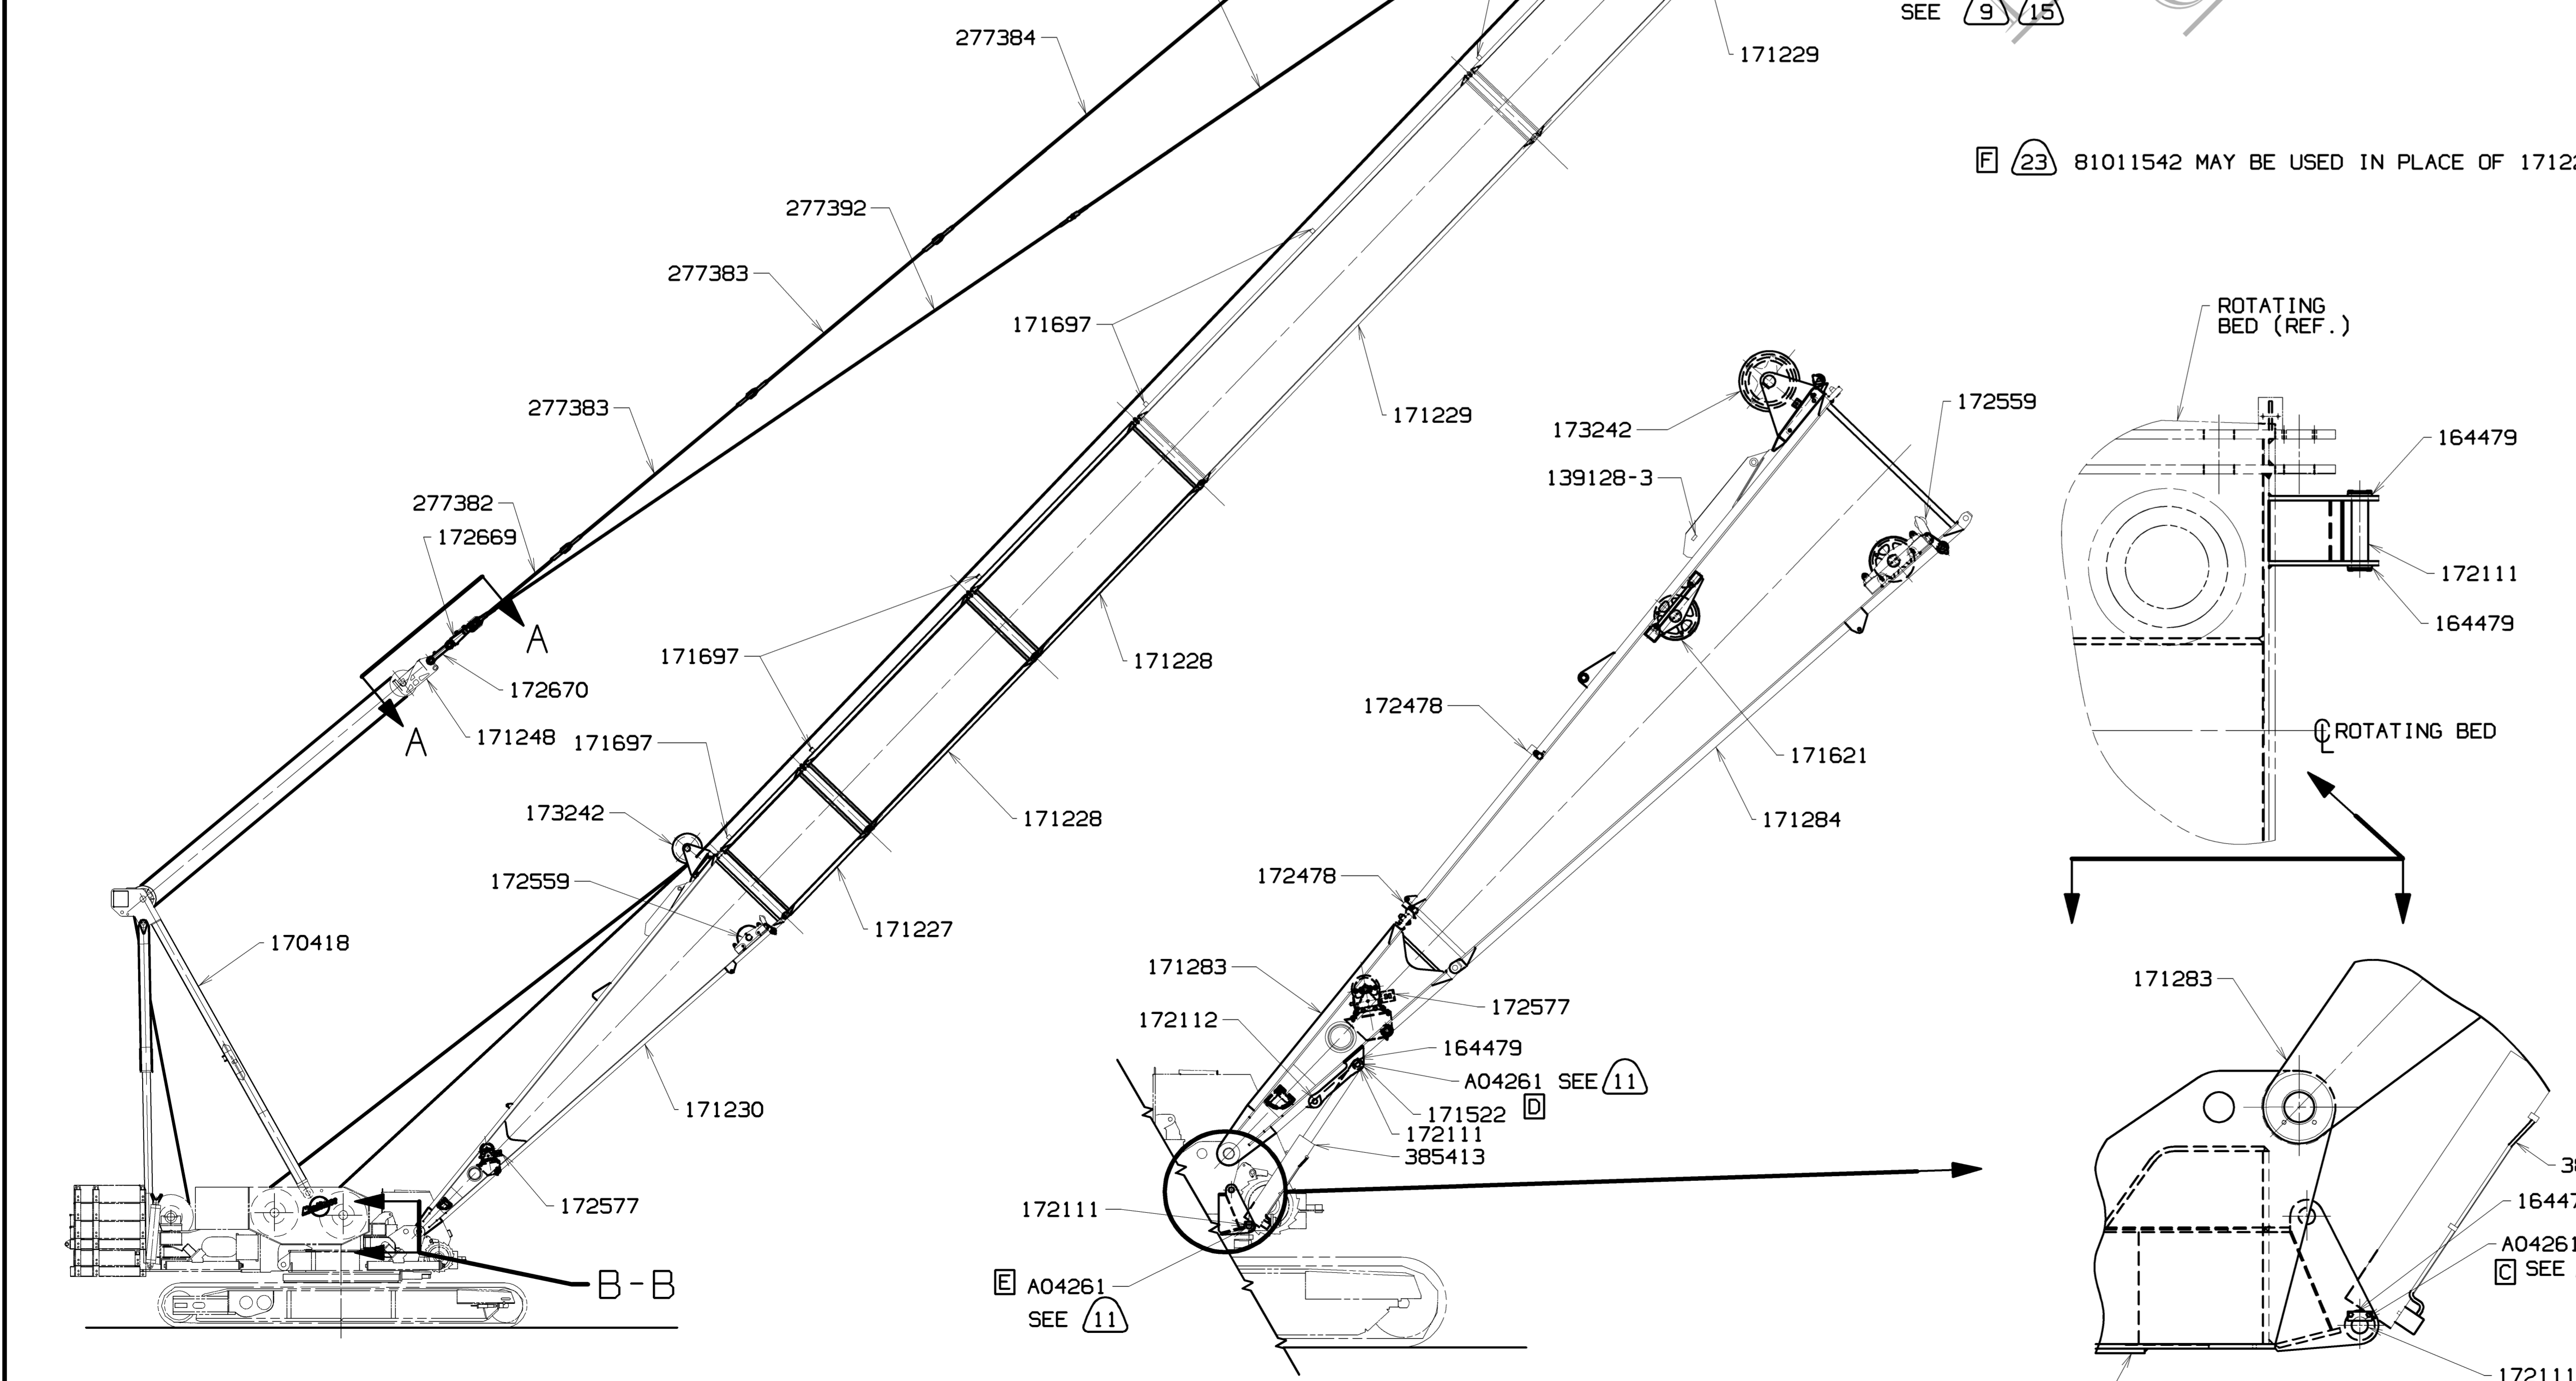 SEE 9 15
277384
171229
F 23 81011542 MAY BE USED IN PLACE OF
277392
277383
171697
ROTATING
BED (REF.)
277383
171229
173242
172559
139128-3
164479
277382
172669
172111
164479
A
171697
171228
172670
172478
A
171248
171697
171621
℄ ROTATING BED
173242
171228
171284
172559
172478
171227
170418
171283
172577
171283
172112
164479
A04261 SEE 11
171230
171522 D
172111
385413
172577
172111
A04261
C SEE
B-B
E A04261
SEE 11
172111